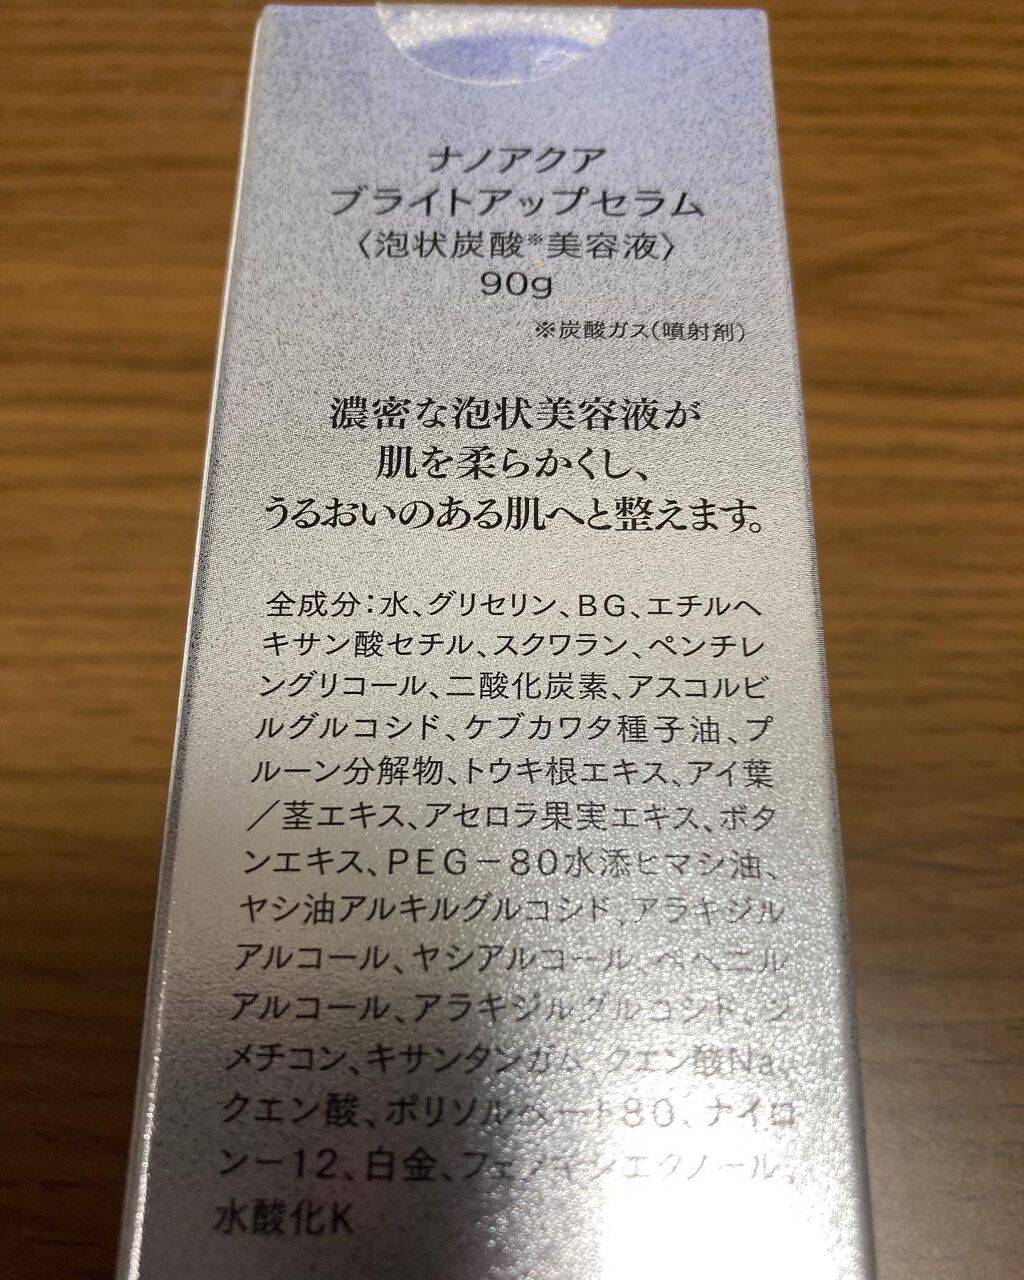 ナノアクア
ブライトアップセラム
〈泡状炭酸※美容液〉
90g
※炭酸ガス(噴射剤)
濃密な泡状美容液が
肌を柔らかくし、
うるおいのある肌へと整えます。
全成分:水、グリセリン、BG、エチルヘ
キサン酸セチル、スクワラン、ペンチレ
ングリコール、二酸化炭素、アスコルビ
ルグルコシド、ケブカワタ種子油、プ
ルーン分解物、トウキ根エキス、アイ葉
/茎エキス、アセロラ果実エキス、ボタ
ンエキス、PEG-80水添ヒマシ油、
ヤシ油アルキルグルコシド、アラキジル
アルコール、ヤシアルコール、ベヘニル
アルコール、アラキジルグルコシド、ジ
メチコン、キサンタンガム、クエン酸Na、
クエン酸、ポリソルベート80、ナイロ
ン-12、白金、フェノキシエタノール、
水酸化K